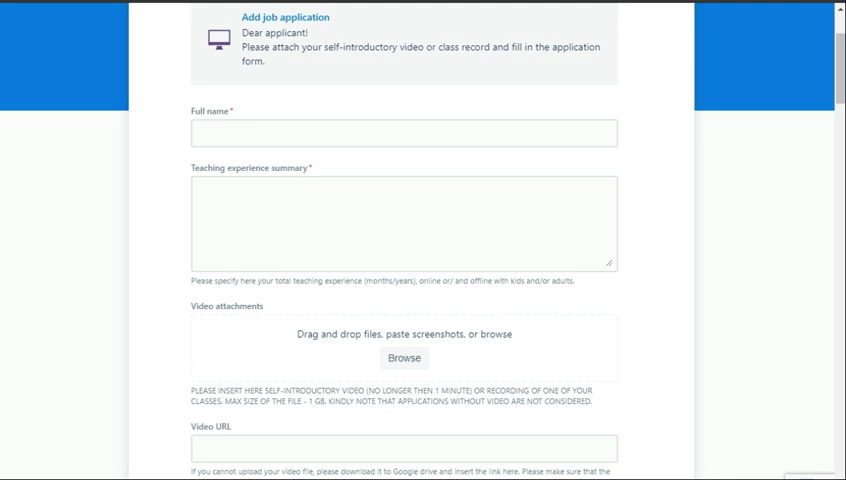 Add job application
Dear applicant!
Please attach your self-introductory video or class record and fill in the application
form.
Full name*
Teaching experience summary*
Please specify here your total teaching experience (months/years), online or/ and offline with kids and/or adults.
Video attachments
Drag and drop files, paste screenshots, or browse
Browse
PLEASE INSERT HERE SELF-INTRODUCTORY VIDEO (NO LONGER THEN 1 MINUTE) OR RECORDING OF ONE OF YOUR
CLASSES. MAX SIZE OF THE FILE - 1 GB. KINDLY NOTE THAT APPLICATIONS WITHOUT VIDEO ARE NOT CONSIDERED.
Video URL
If you cannot upload your video file, please download it to Google drive and insert the link here. Please make sure that the